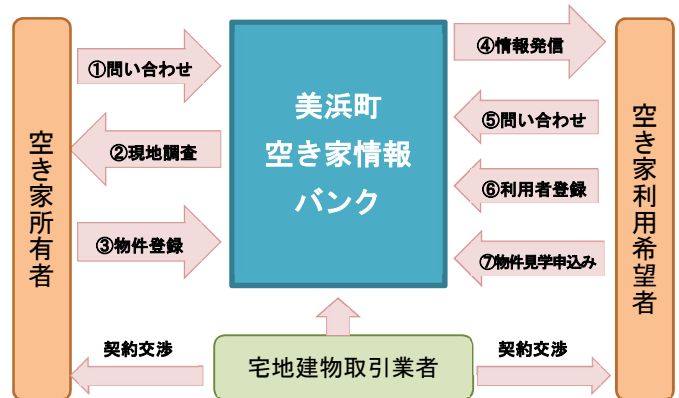 ①問い合わせ
②現地調査
③物件登録
空き家所有者
美浜町
空き家情報
バンク
④情報発信
⑤問い合わせ
⑥利用者登録
⑦物件見学申込み
空き家利用希望者
契約交渉
宅地建物取引業者
契約交渉